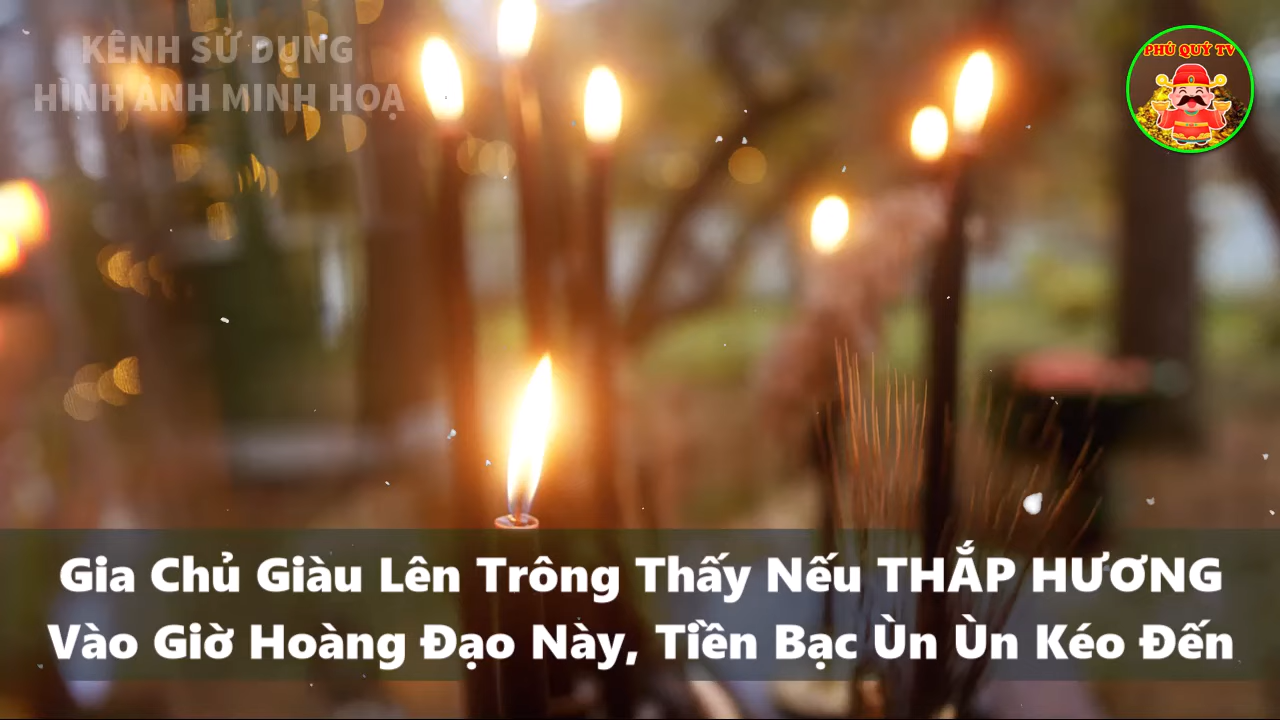 KÊNH SỬ DỤNG
HÌNH ẢNH MINH HOẠ
PHÚ QUÝ TV
Gia Chủ Giàu Lên Trông Thấy Nếu THẮP HƯƠNG
Vào Giờ Hoàng Đạo Này, Tiền Bạc Ùn Ùn Kéo Đến